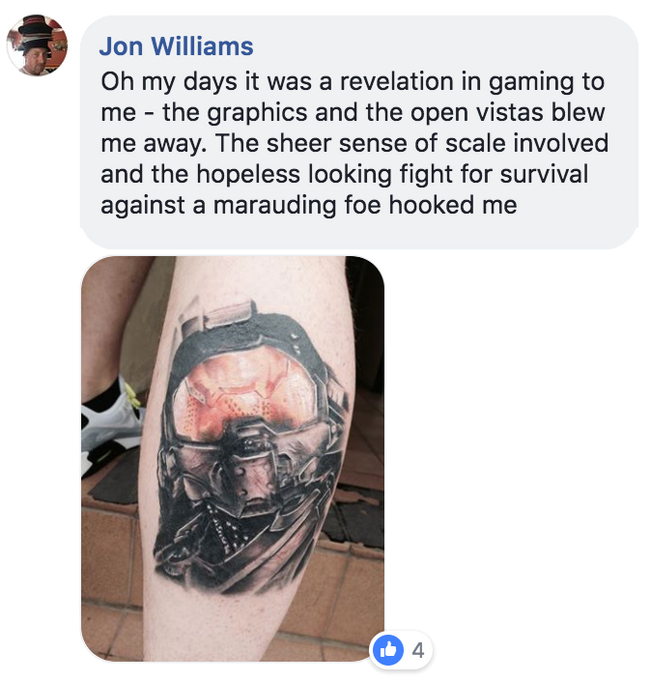 Jon Williams
Oh my days it was a revelation in gaming to
me - the graphics and the open vistas blew
me away. The sheer sense of scale involved
and the hopeless looking fight for survival
against a marauding foe hooked me
4